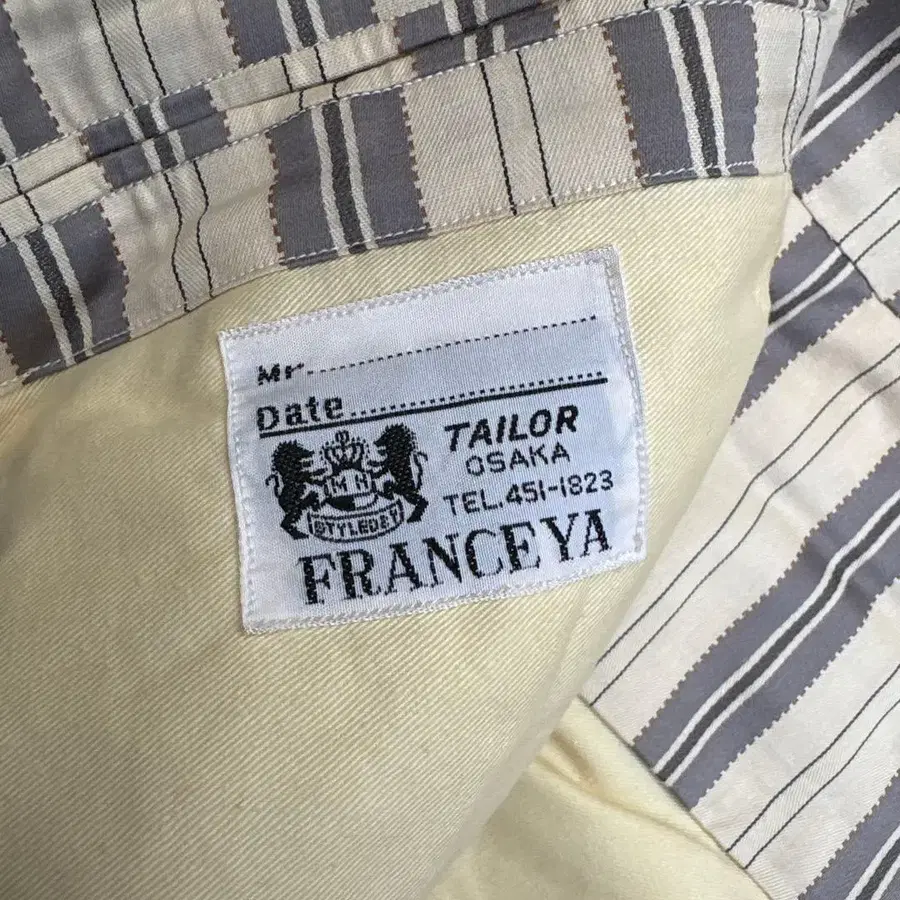 Mr.
Date
TAILOR
OSAKA
TEL.451-1823
M H
STYLEDBY
FRANCEYA